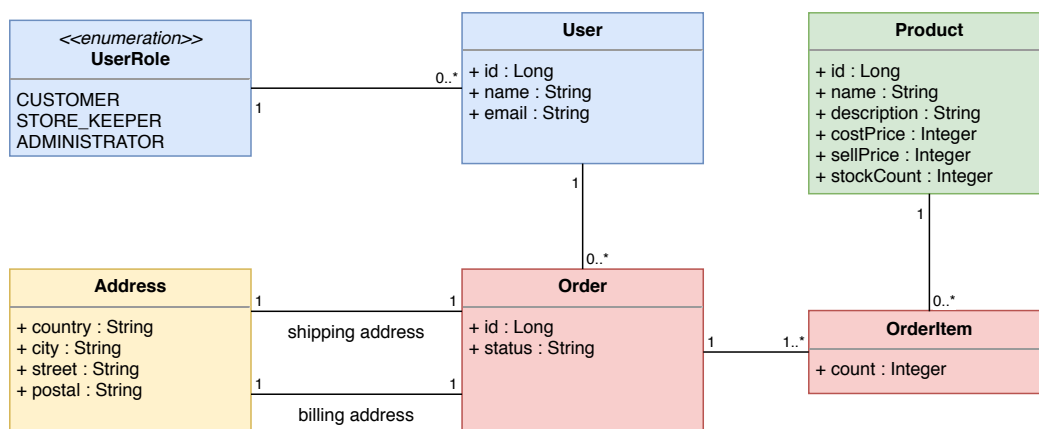 <<enumeration>>
UserRole
CUSTOMER
STORE_KEEPER
ADMINISTRATOR
1
0..*
User
+ id : Long
+ name : String
+ email : String
1
0..*
Product
+ id : Long
+ name : String
+ description : String
+ costPrice : Integer
+ sellPrice : Integer
+ stockCount : Integer
1
0..*
Address
+ country : String
+ city : String
+ street : String
+ postal : String
1
1
shipping address
1
1
billing address
Order
+ id : Long
+ status : String
1
1..*
OrderItem
+ count : Integer